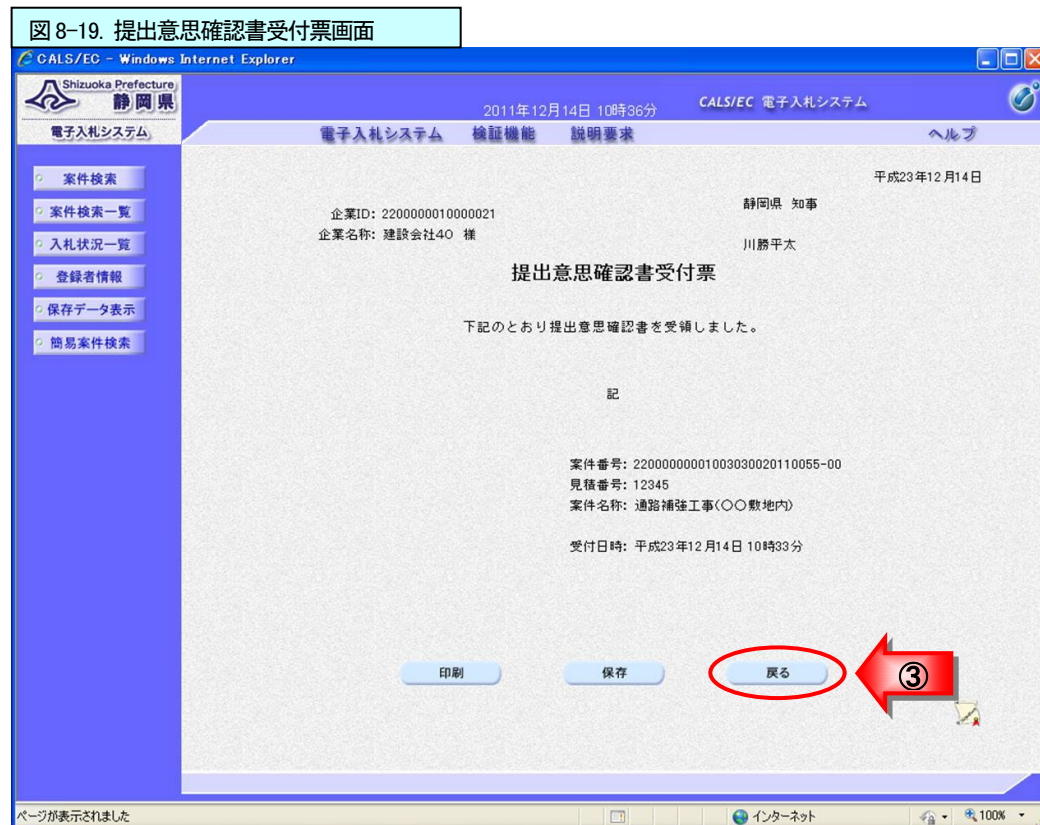 図 8-19. 提出意思確認書受付票画面
CALS/EC - Windows Internet Explorer
Shizuoka Prefecture
静岡県
電子入札システム
2011年12月14日 10時36分
CALS/EC 電子入札システム
電子入札システム 検証機能 説明要求 ヘルプ
案件検索
案件検索一覧
入札状況一覧
登録者情報
保存データ表示
簡易案件検索
平成23年12月14日
静岡県 知事
企業ID: 2200000010000021
企業名称: 建設会社40 様
川勝平太
提出意思確認書受付票
下記のとおり提出意思確認書を受領しました。
記
案件番号: 2200000000100303002011​0055-00
見積番号: 12345
案件名称: 通路補強工事(○○敷地内)
受付日時: 平成23年12月14日 10時33分
印刷 保存 戻る
③
ページが表示されました インターネット 100%